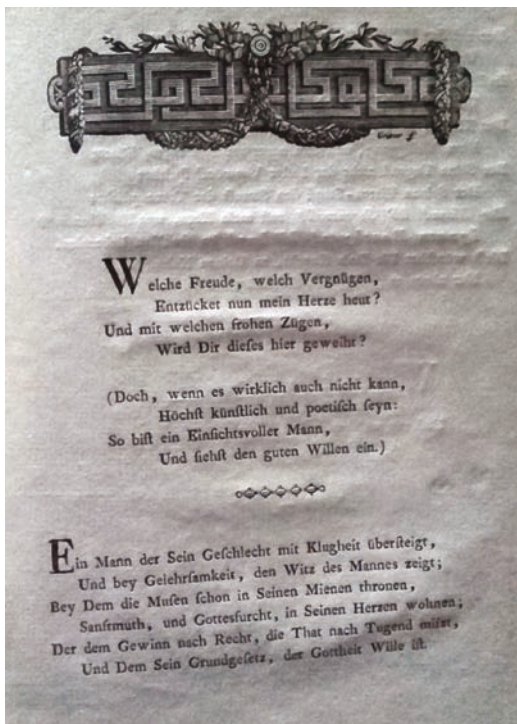 Welche Freude, welch Vergnügen,
Entzücket nun mein Herze heut?
Und mit welchen frohen Zügen,
Wird Dir dieſes hier geweiht?
(Doch, wenn es wirklich auch nicht kann,
Höchſt künſtlich und poetiſch ſeyn:
So biſt ein Einſichtsvoller Mann,
Und ſiehſt den guten Willen ein.)
Ein Mann der Sein Geſchlecht mit Klugheit überſteigt,
Und bey Gelehrſamkeit, den Witz des Mannes zeigt;
Bey Dem die Muſen ſchon in Seinen Mienen thronen,
Sanftmuth, und Gottesfurcht, in Seinen Herzen wohnen;
Der dem Gewinn nach Recht, die That nach Tugend mißt,
Und Dem Sein Grundgeſetz, der Gottheit Wille iſt.